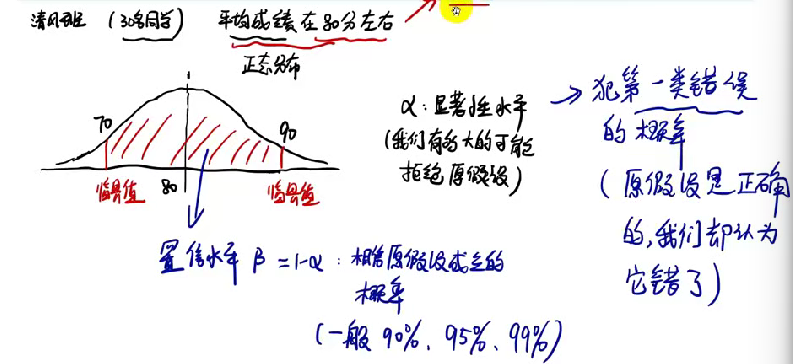 清风班 (30名同学) 平均成绩在80分左右
正态分布
70
90
临界值
80
临界值
α:显著性水平
(我们有多大的可能
拒绝原假设)
→犯第一类错误
的概率
(原假设是正确
的,我们却认为
它错了)
置信水平 β=1-α:相信原假设成立的
概率
(一般90%、95%、99%)